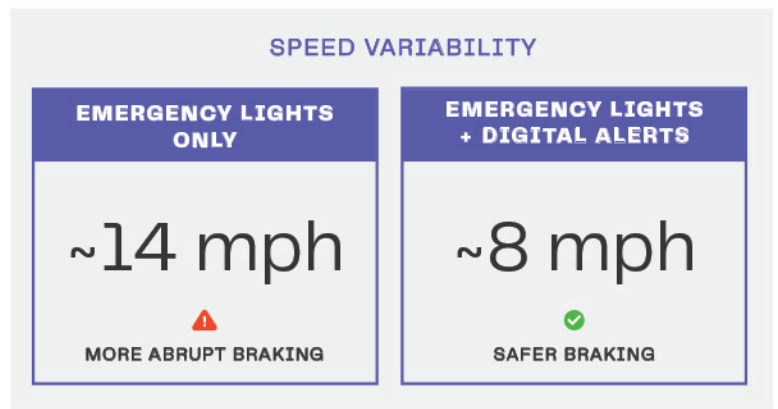 SPEED VARIABILITY
EMERGENCY LIGHTS
ONLY
~14 mph
MORE ABRUPT BRAKING
EMERGENCY LIGHTS
+ DIGITAL ALERTS
~8 mph
SAFER BRAKING